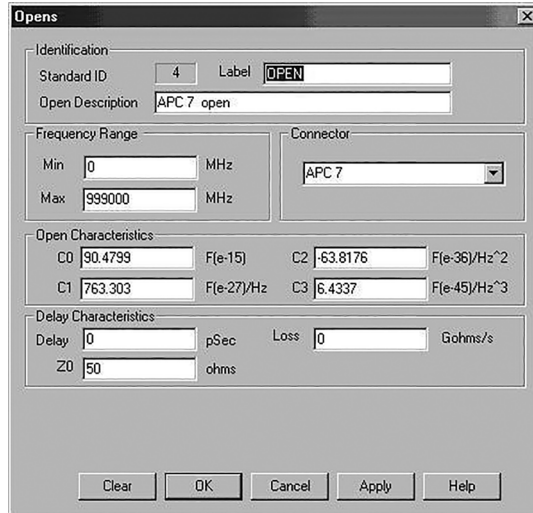 Opens
Identification
Standard ID 4 Label OPEN
Open Description APC 7 open
Frequency Range
Min 0 MHz
Max 999000 MHz
Connector
APC 7
Open Characteristics
C0 90.4799 F(e-15) C2 -63.8176 F(e-36)/Hz^2
C1 763.303 F(e-27)/Hz C3 6.4337 F(e-45)/Hz^3
Delay Characteristics
Delay 0 pSec Loss 0 Gohms/s
Z0 50 ohms
Clear OK Cancel Apply Help